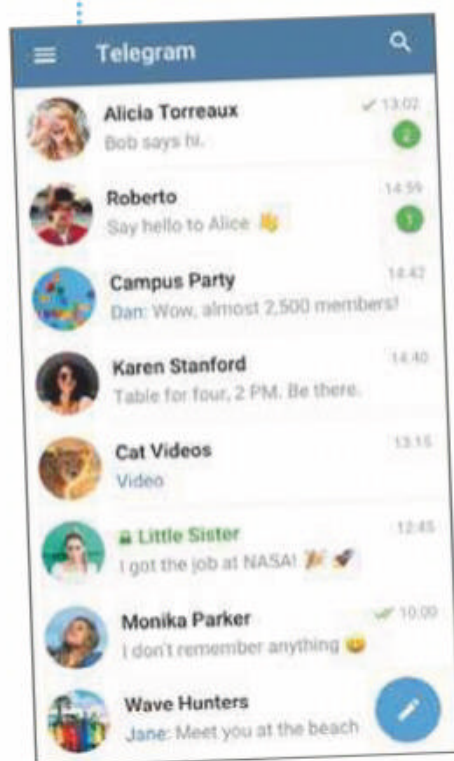 Telegram
Alicia Torreaux 13:02
Bob says hi. 2
Roberto 14:59
Say hello to Alice 👋 1
Campus Party 14:42
Dan: Wow, almost 2,500 members!
Karen Stanford 14:40
Table for four, 2 PM. Be there.
Cat Videos 13:15
Video
Little Sister 12:45
I got the job at NASA! 🎉 🚀
Monika Parker 10:00
I don't remember anything 😄
Wave Hunters
Jane: Meet you at the beach